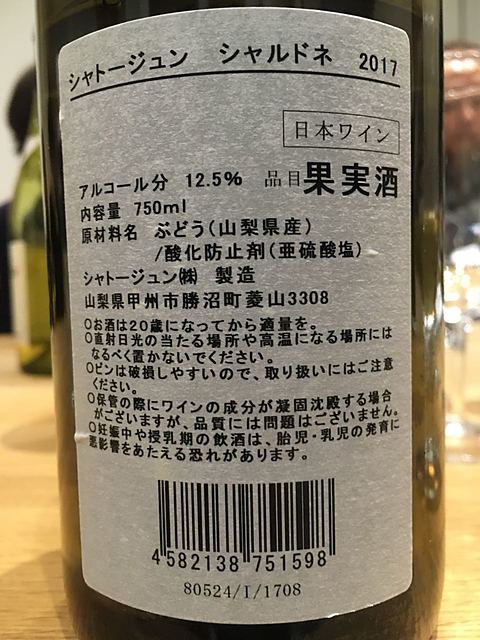 シャトージュン シャルドネ 2017
日本ワイン
アルコール分 12.5% 品目果実酒
内容量 750ml
原材料名 ぶどう(山梨県産)
/酸化防止剤(亜硫酸塩)
シャトージュン㈱ 製造
山梨県甲州市勝沼町菱山3308
○お酒は20歳になってから適量を。
○直射日光の当たる場所や高温になる場所には
なるべく置かないでください。
○ビンは破損しやすいので、取り扱いにはご注意
ください。
○保管の際にワインの成分が凝固沈殿する場合
がございますが、品質には問題はございません。
○妊娠中や授乳期の飲酒は、胎児・乳児の発育に
悪影響をあたえる恐れがあります。
4 582138 751598
80524/I/1708